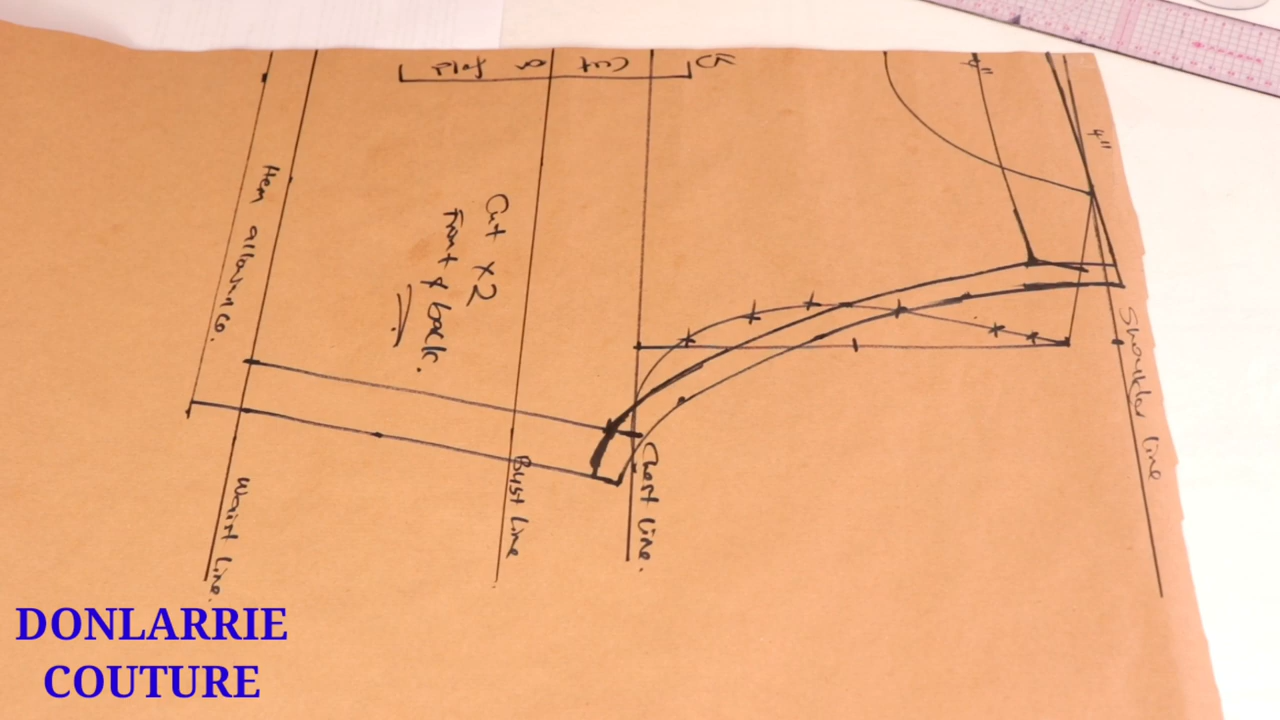 4"
4"
Shoulder line
Cut
fold
Cut x2
Front & back.
Chest line.
Bust line
Hem allowance.
Waist line.
DONLARRIE
COUTURE